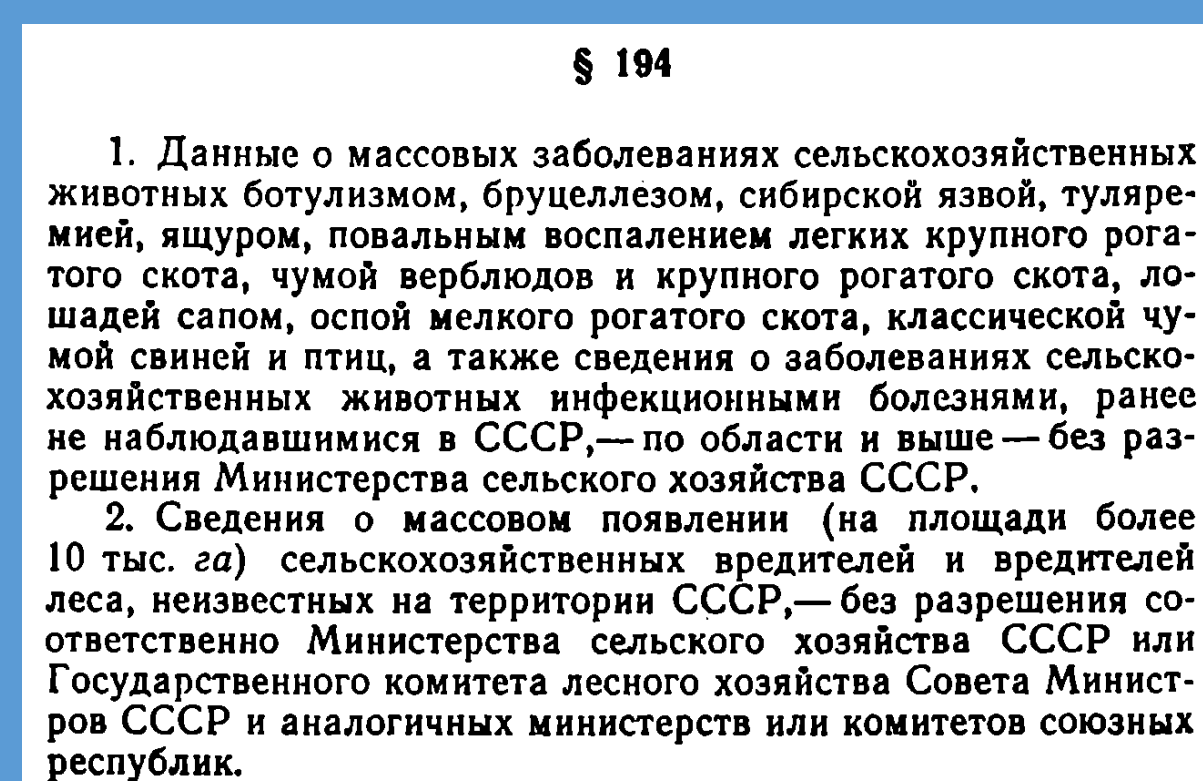 § 194
1. Данные о массовых заболеваниях сельскохозяйственных
животных ботулизмом, бруцеллезом, сибирской язвой, туляре-
мией, ящуром, повальным воспалением легких крупного рога-
того скота, чумой верблюдов и крупного рогатого скота, ло-
шадей сапом, оспой мелкого рогатого скота, классической чу-
мой свиней и птиц, а также сведения о заболеваниях сельско-
хозяйственных животных инфекционными болезнями, ранее
не наблюдавшимися в СССР,— по области и выше — без раз-
решения Министерства сельского хозяйства СССР.
2. Сведения о массовом появлении (на площади более
10 тыс. га) сельскохозяйственных вредителей и вредителей
леса, неизвестных на территории СССР,— без разрешения со-
ответственно Министерства сельского хозяйства СССР или
Государственного комитета лесного хозяйства Совета Минист-
ров СССР и аналогичных министерств или комитетов союзных
республик.